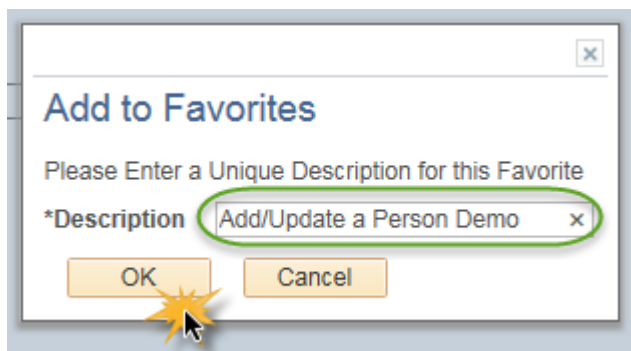 Add to Favorites
Please Enter a Unique Description for this Favorite
*Description Add/Update a Person Demo ×
OK Cancel